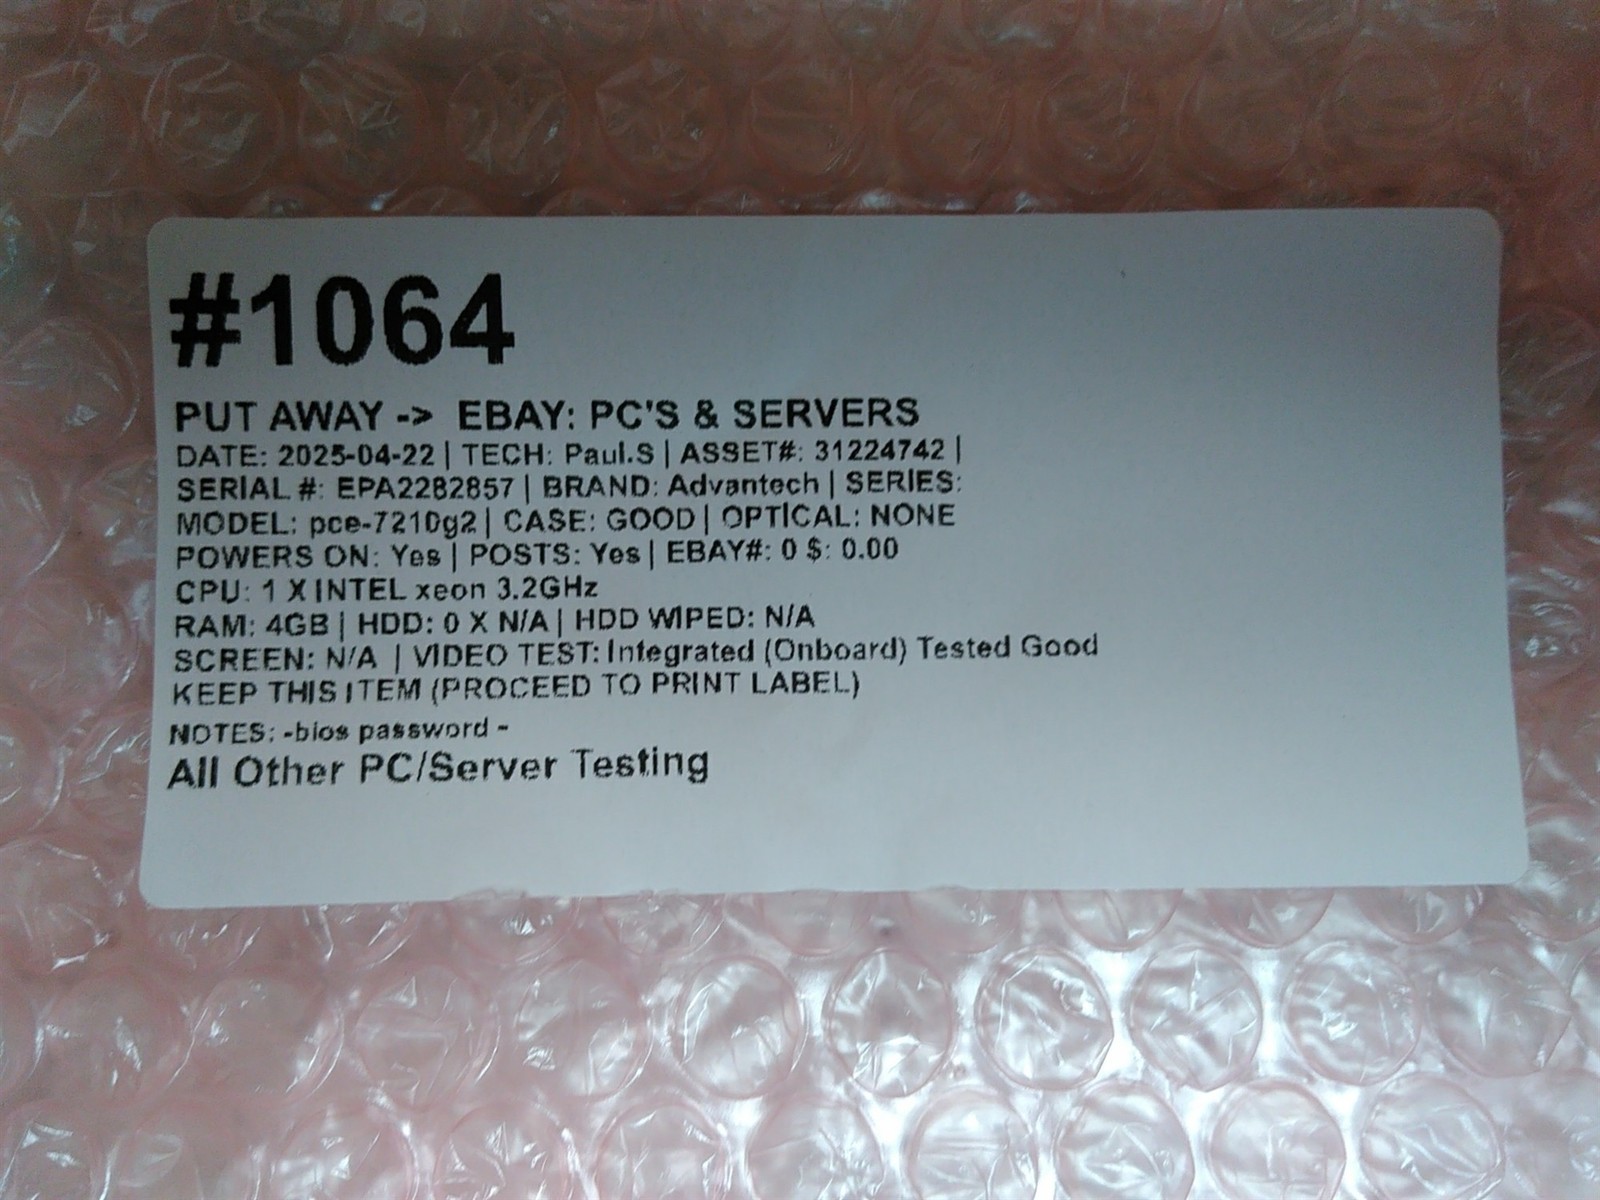 #1064
PUT AWAY -> EBAY: PC'S & SERVERS
DATE: 2025-04-22 | TECH: Paul.S | ASSET#: 31224742 |
SERIAL #: EPA2282857 | BRAND: Advantech | SERIES:
MODEL: pce-7210g2 | CASE: GOOD | OPTICAL: NONE
POWERS ON: Yes | POSTS: Yes | EBAY#: 0 $: 0.00
CPU: 1 X INTEL xeon 3.2GHz
RAM: 4GB | HDD: 0 X N/A | HDD WIPED: N/A
SCREEN: N/A | VIDEO TEST: Integrated (Onboard) Tested Good
KEEP THIS ITEM (PROCEED TO PRINT LABEL)
NOTES: -bios password -
All Other PC/Server Testing